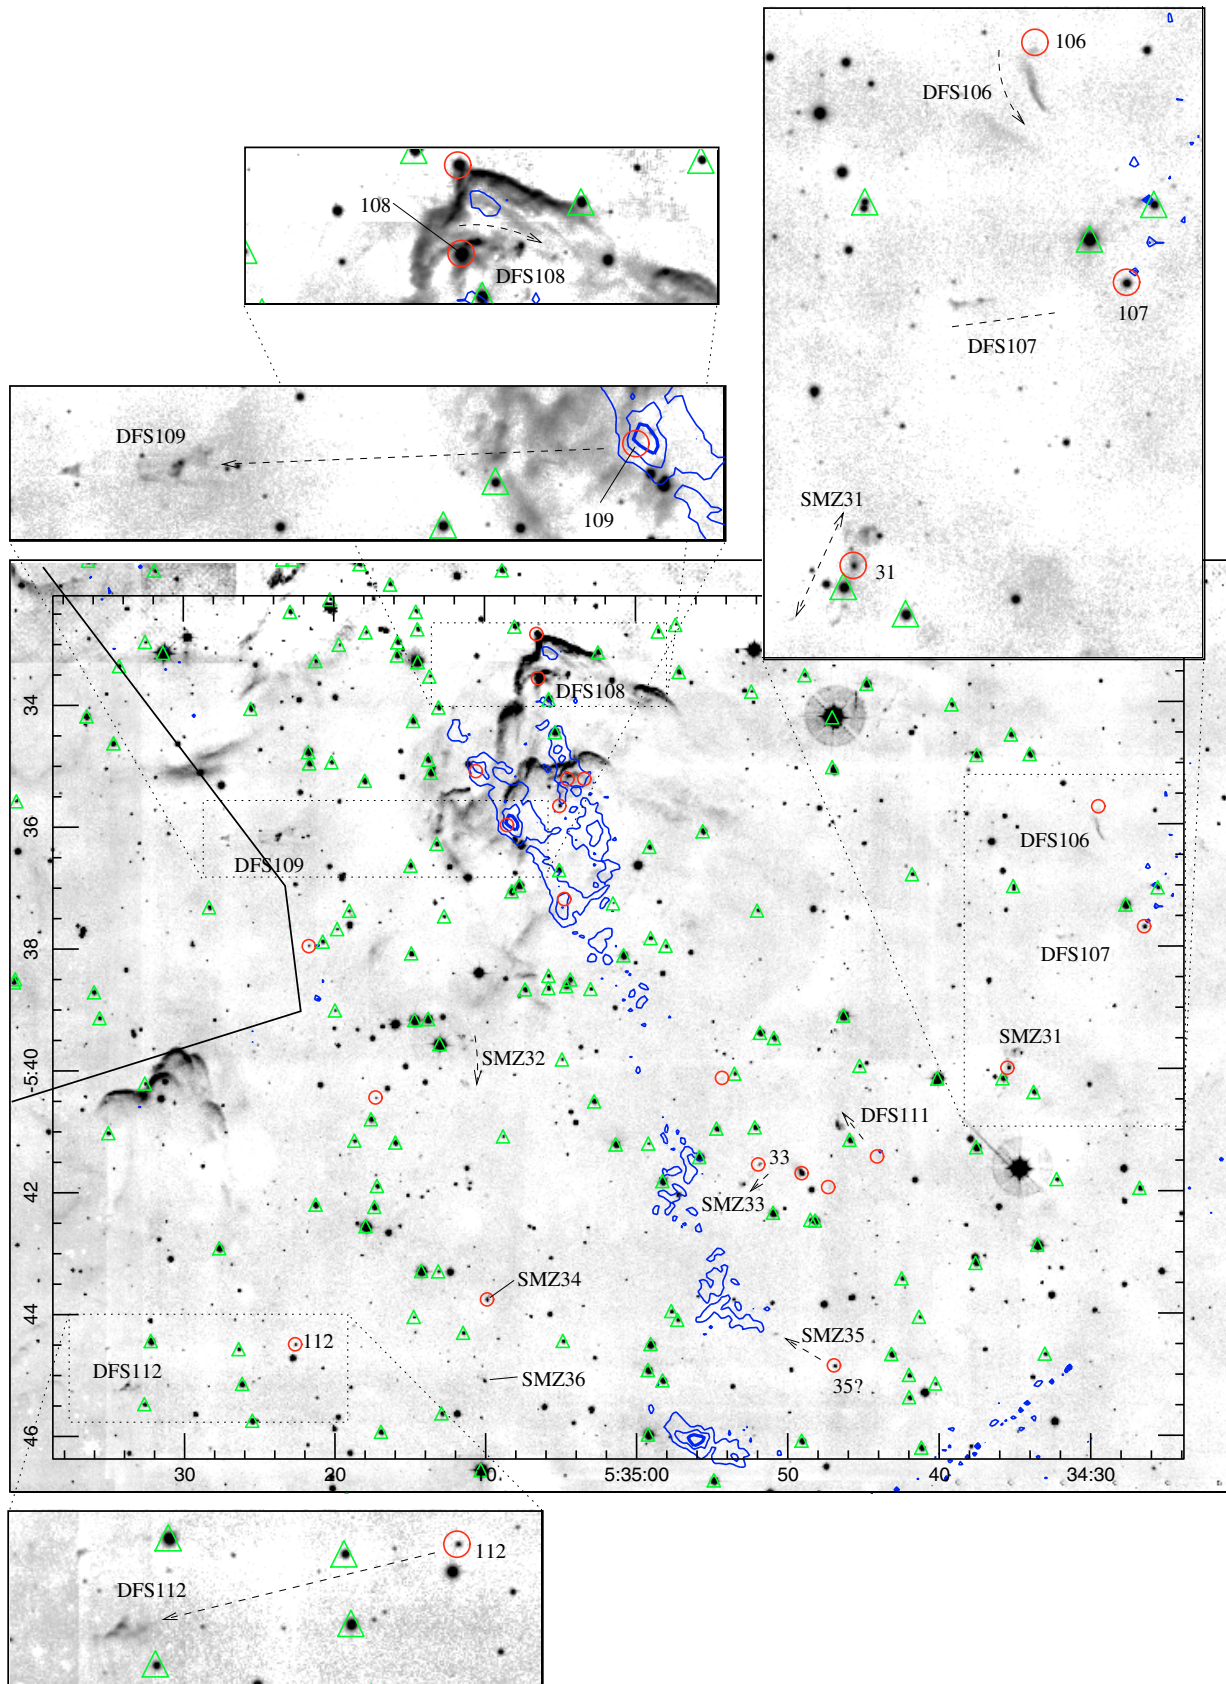 106
DFS106
107
DFS107
SMZ31
31
108
DFS108
DFS109
109
DFS108
DFS109
DFS106
DFS107
SMZ31
SMZ32
DFS111
33
SMZ33
SMZ34
SMZ35
35?
SMZ36
112
DFS112
34
36
38
-5:40
42
44
46
30
20
10
5:35:00
50
40
34:30
112
DFS112